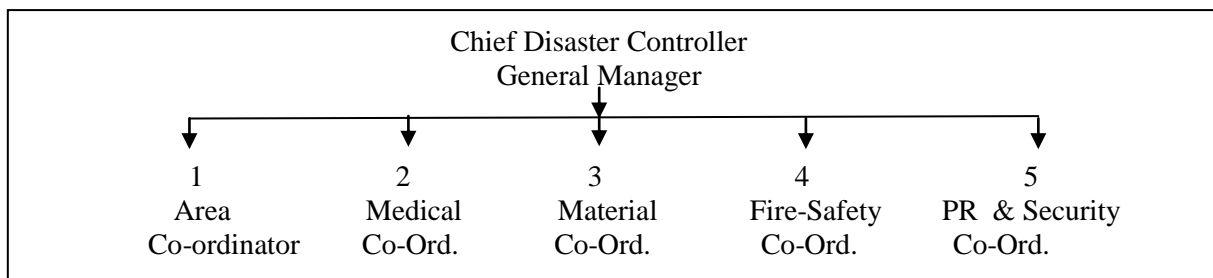 Chief Disaster Controller
General Manager
1 2 3 4 5
Area Medical Material Fire-Safety PR & Security
Co-ordinator Co-Ord. Co-Ord. Co-Ord. Co-Ord.